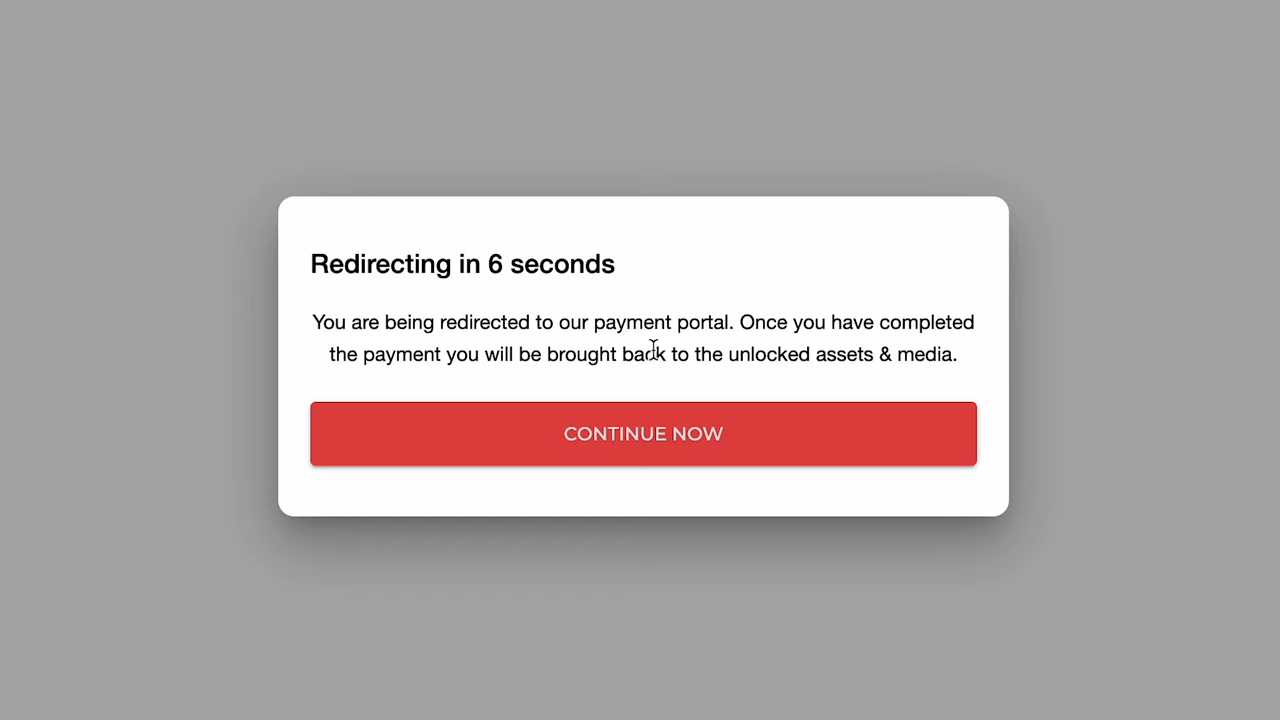 Redirecting in 6 seconds
You are being redirected to our payment portal. Once you have completed
the payment you will be brought back to the unlocked assets & media.
CONTINUE NOW